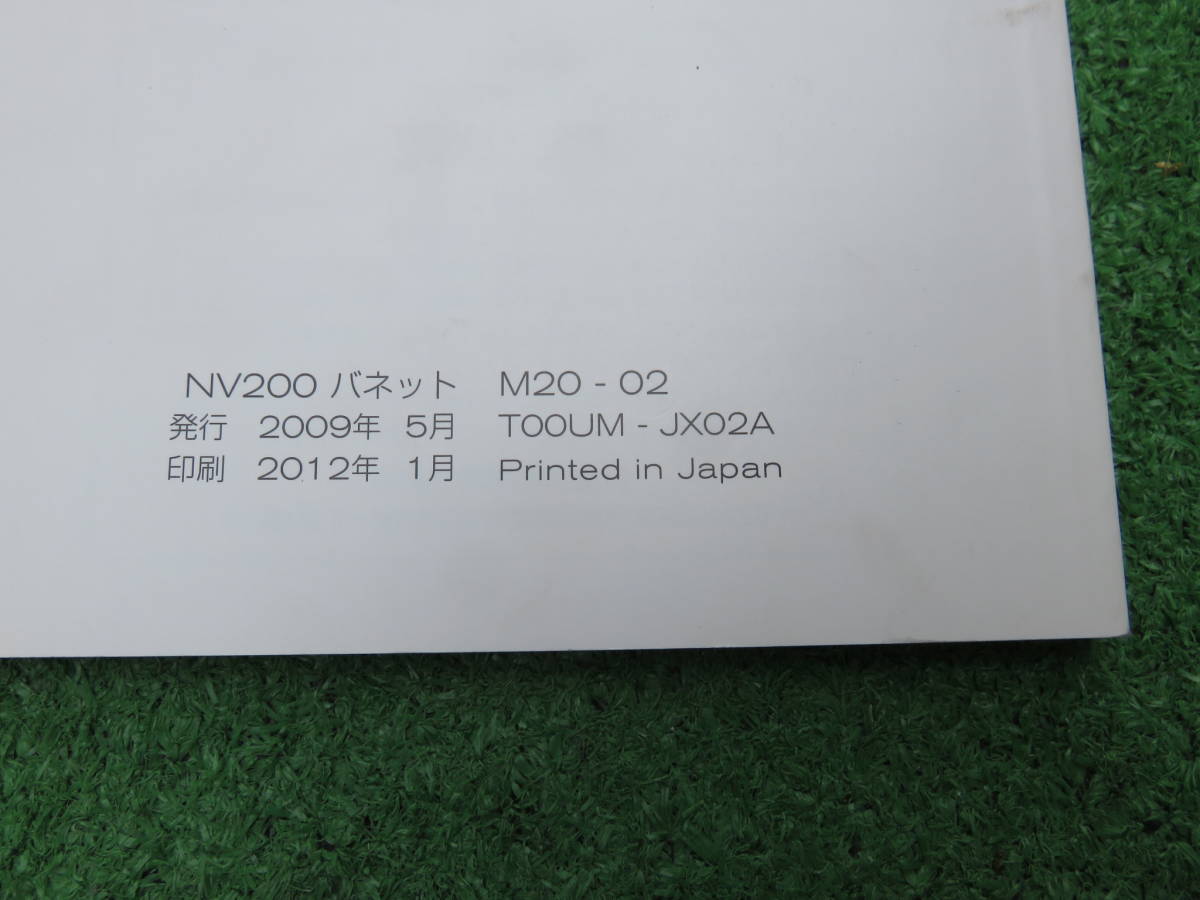 NV200 バネット M20 - 02
発行 2009年 5月 T00UM - JX02A
印刷 2012年 1月 Printed in Japan